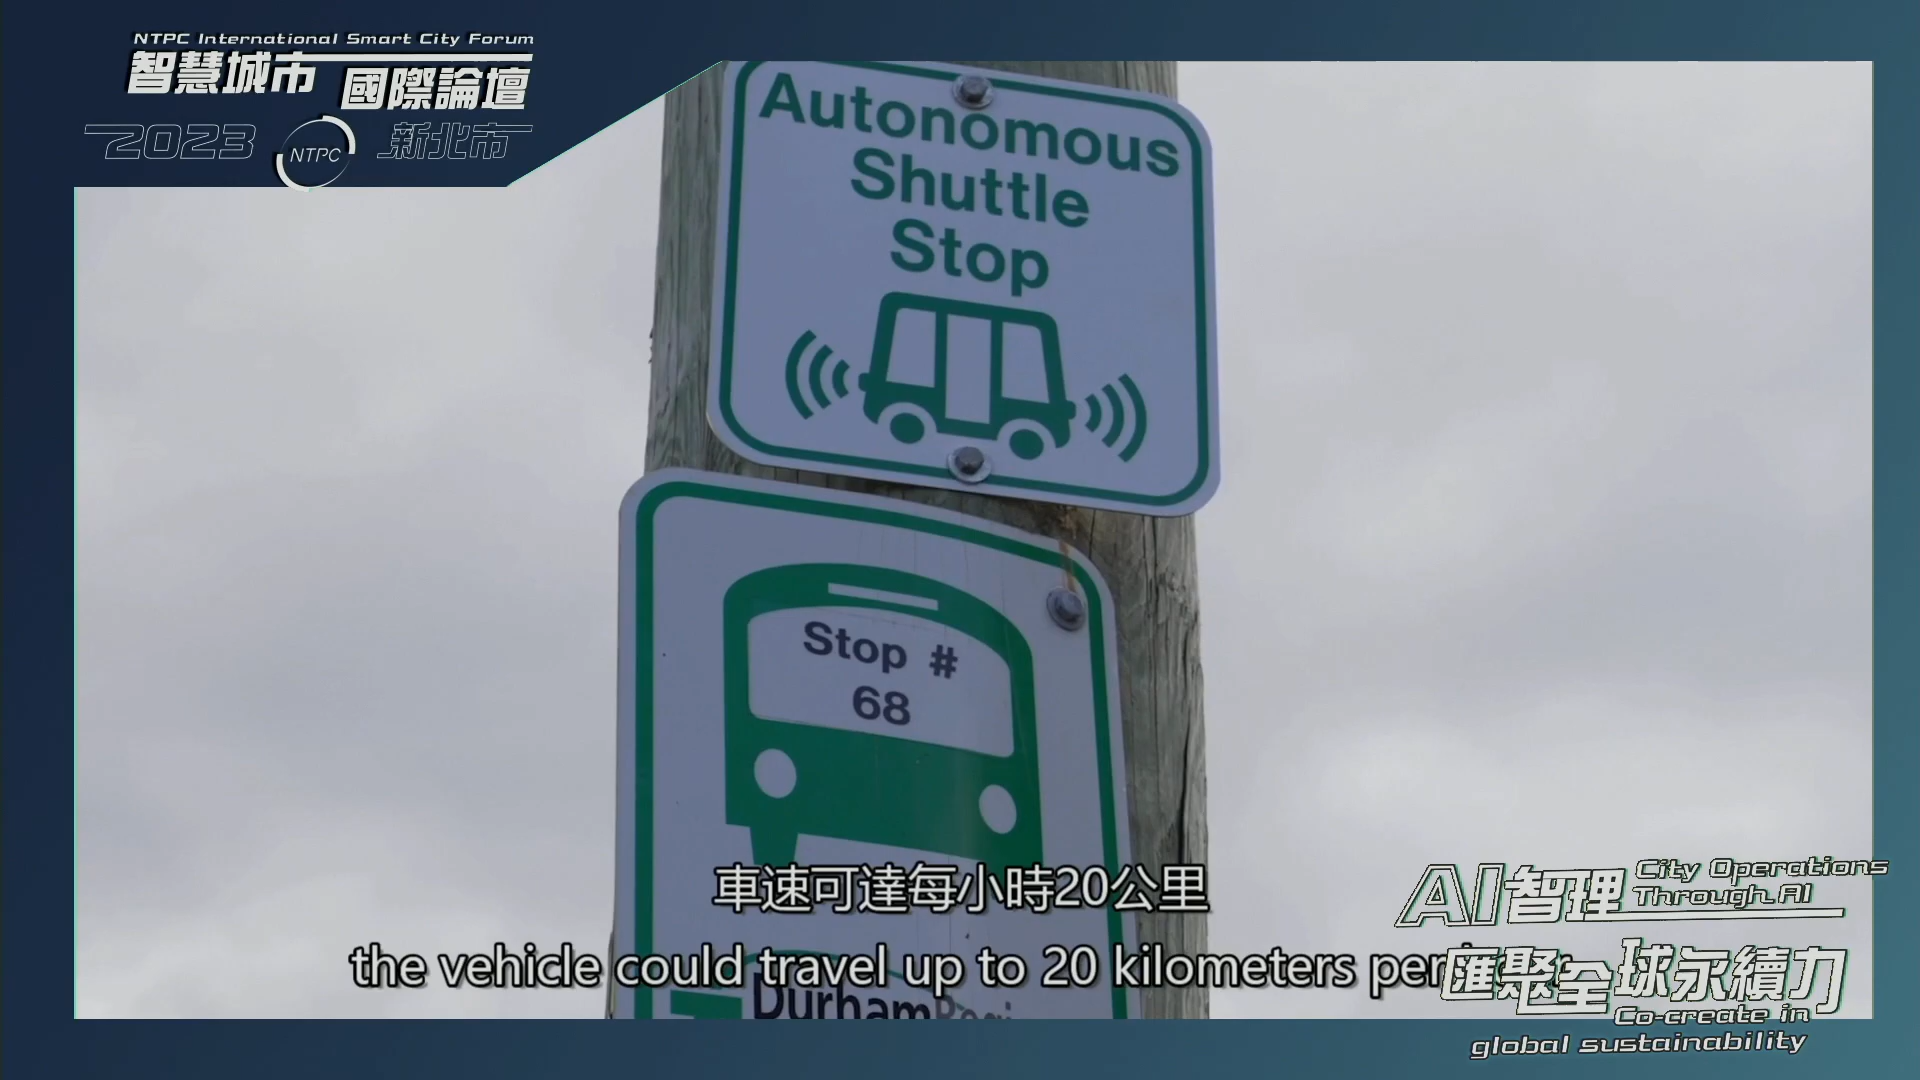 NTPC International Smart City Forum
智慧城市 國際論壇
2023 NTPC 新北市
Autonomous
Shuttle
Stop
Stop #
68
車速可達每小時20公里
the vehicle could travel up to 20 kilometers per
Durham
AI智理 City Operations
Through AI
匯聚全球永續力
Co-create in
global sustainability